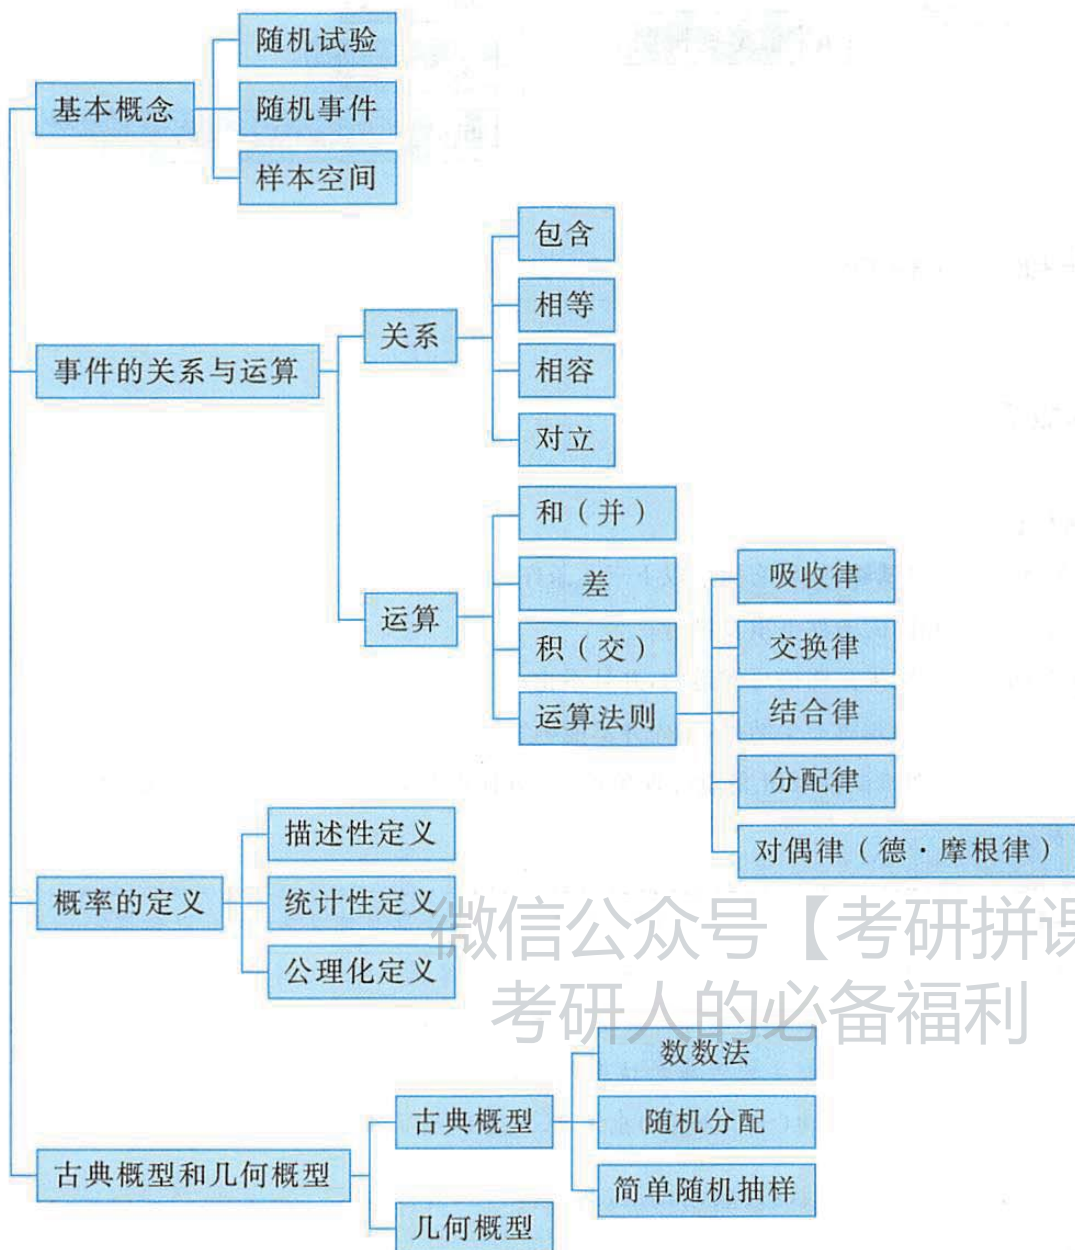 随机试验
基本概念
随机事件
样本空间
包含
相等
关系
相容
事件的关系与运算
对立
和（并）
差
吸收律
运算
积（交）
交换律
运算法则
结合律
分配律
描述性定义
对偶律（德·摩根律）
概率的定义
统计性定义
微信公众号【考研拼课
公理化定义
考研人的必备福利
数数法
古典概型
随机分配
古典概型和几何概型
简单随机抽样
几何概型